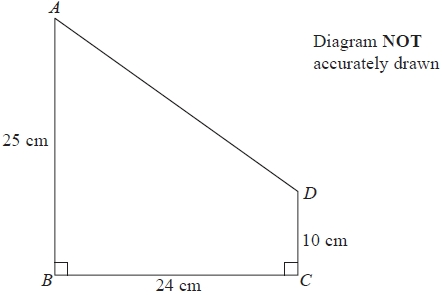 A
Diagram NOT
accurately drawn
25 cm
D
10 cm
B
24 cm
C